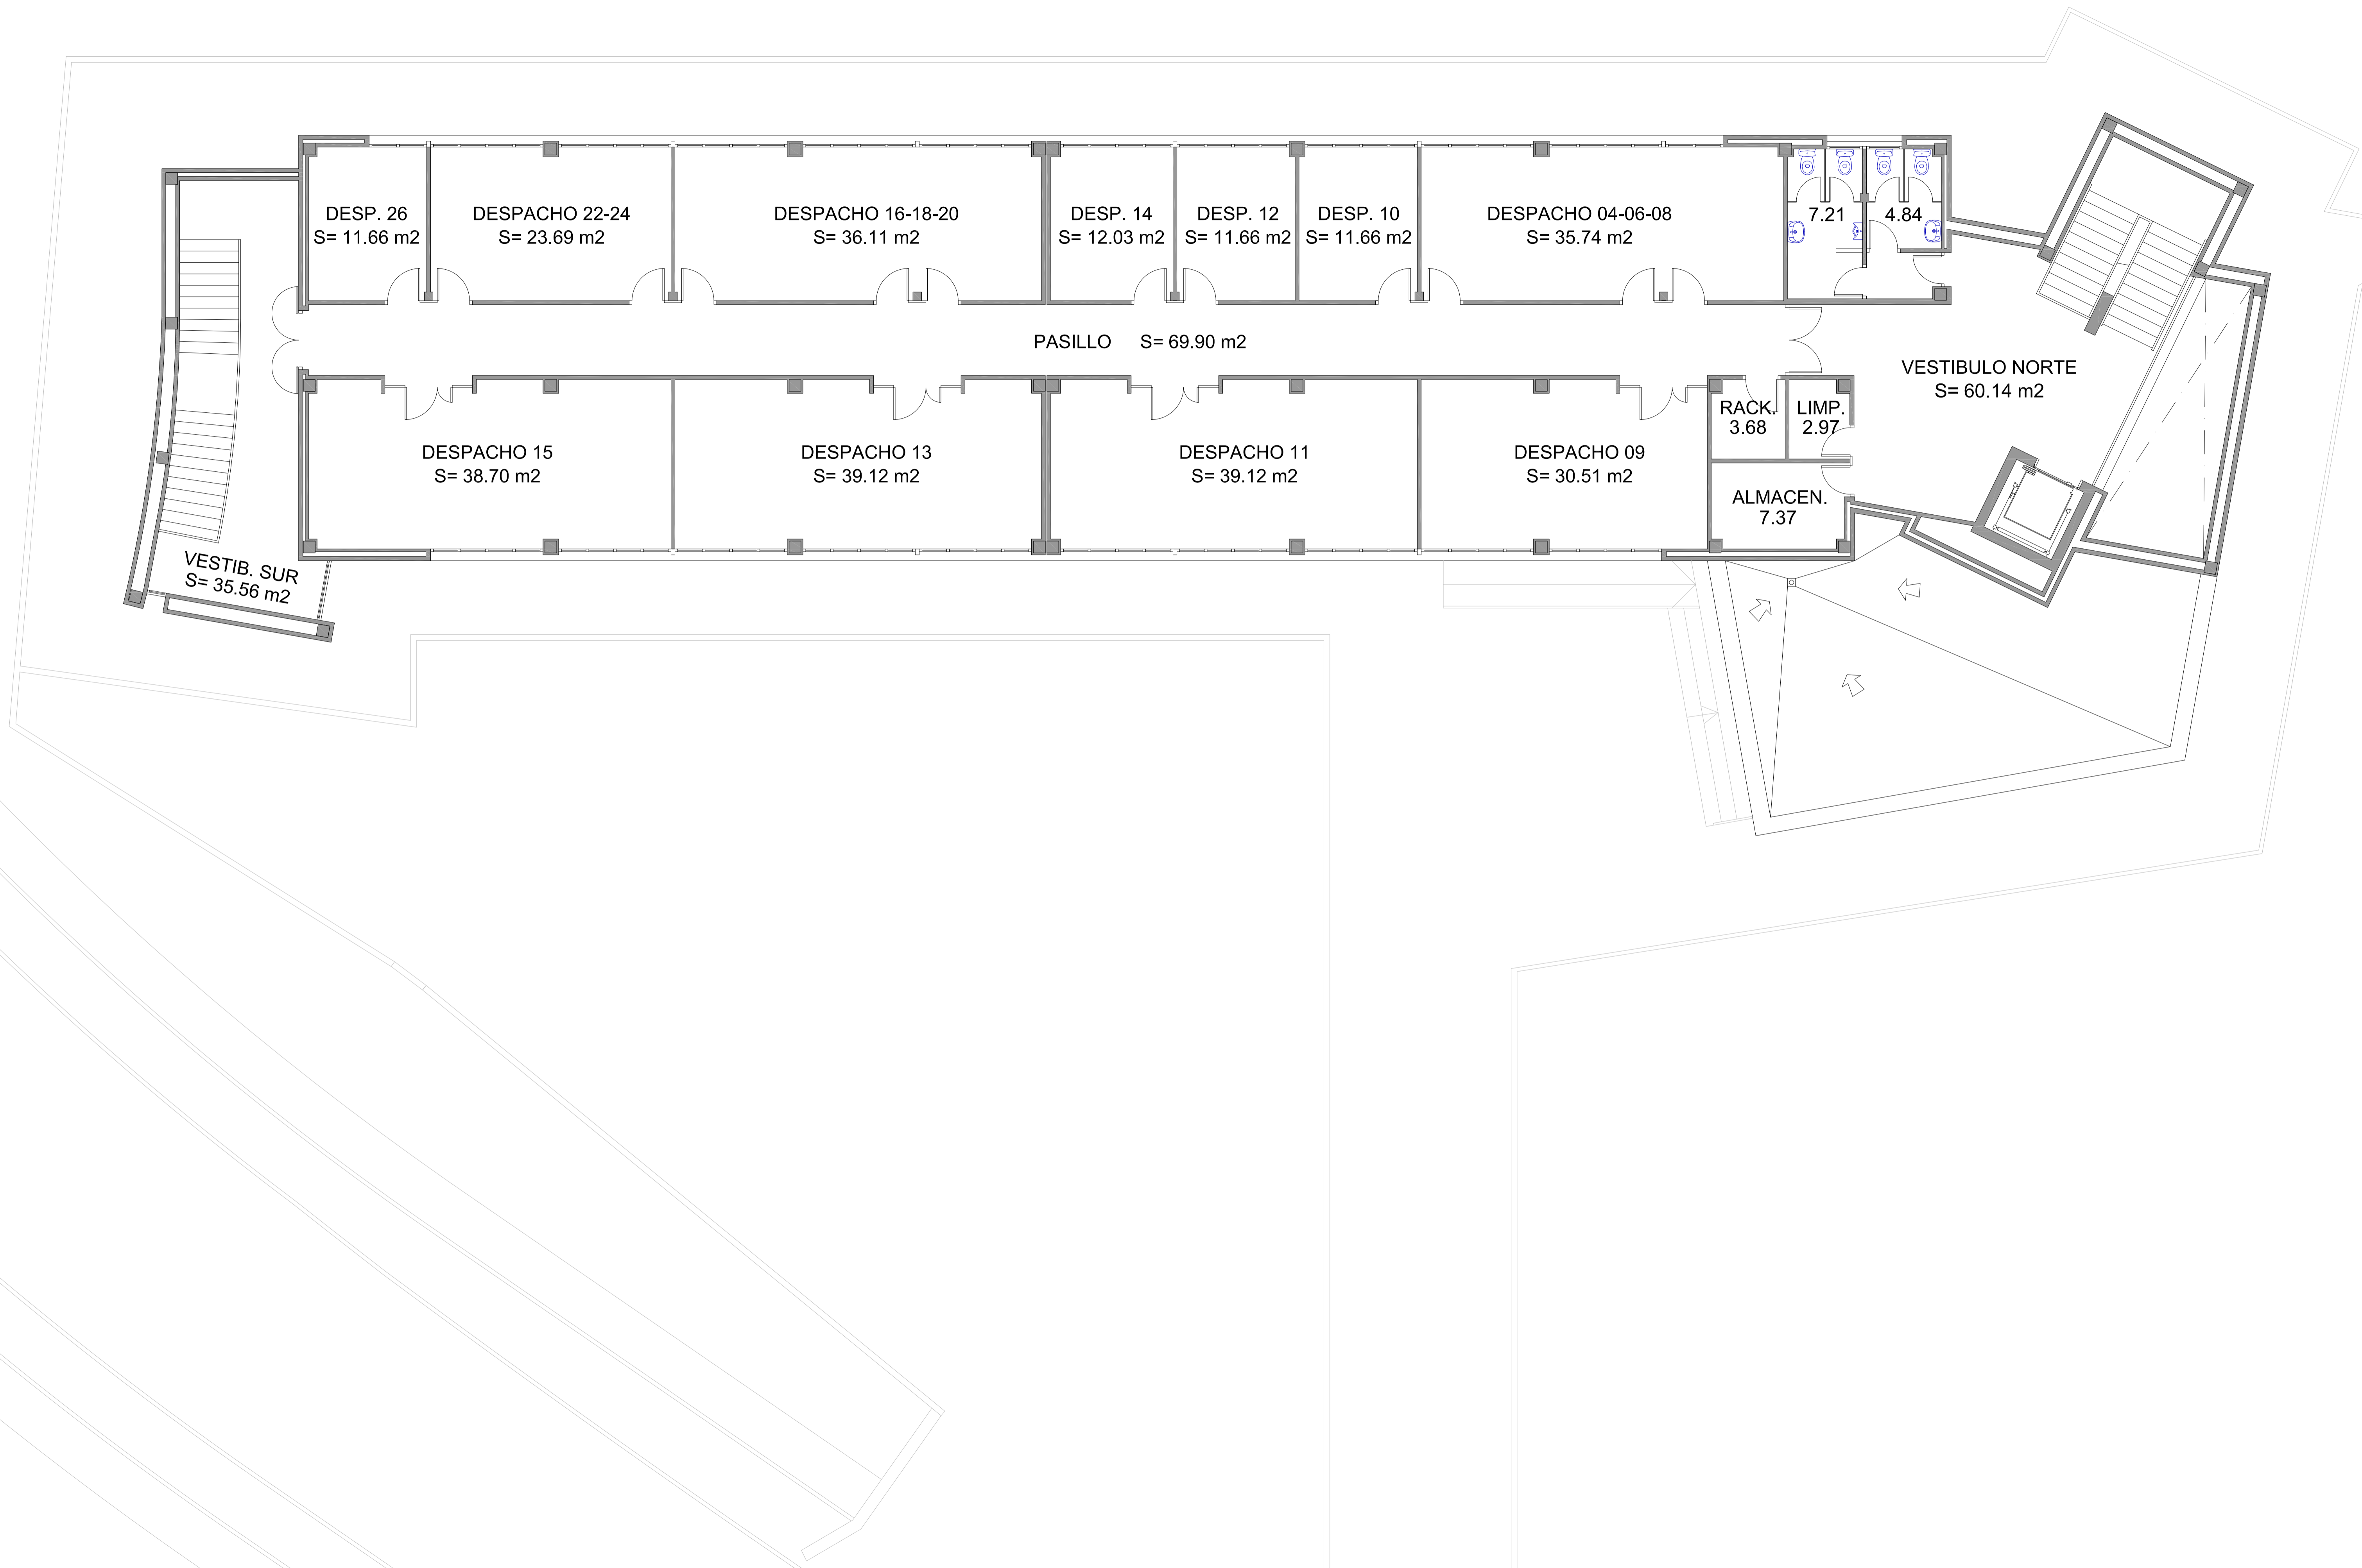 DESP. 26
S= 11.66 m2
DESPACHO 22-24
S= 23.69 m2
DESPACHO 16-18-20
S= 36.11 m2
DESP. 14
S= 12.03 m2
DESP. 12
S= 11.66 m2
DESP. 10
S= 11.66 m2
DESPACHO 04-06-08
S= 35.74 m2
7.21
4.84
PASILLO S= 69.90 m2
VESTIBULO NORTE
S= 60.14 m2
DESPACHO 15
S= 38.70 m2
DESPACHO 13
S= 39.12 m2
DESPACHO 11
S= 39.12 m2
DESPACHO 09
S= 30.51 m2
RACK.
3.68
LIMP.
2.97
ALMACEN.
7.37
VESTIB. SUR
S= 35.56 m2